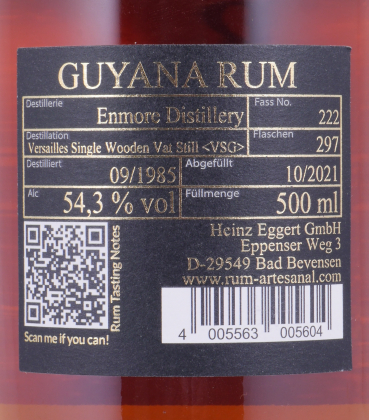 GUYANA RUM
Destillerie
Enmore Distillery
Fass No.
222
Destillation
Versailles Single Wooden Vat Still <VSG>
Flaschen
297
Destilliert
09/1985
Abgefüllt
10/2021
Alc
54,3 % vol
Füllmenge
500 ml
Rum Tasting Notes
Scan me if you can!
Heinz Eggert GmbH
Eppenser Weg 3
D-29549 Bad Bevensen
www.rum-artesanal.com
4 005563 005604